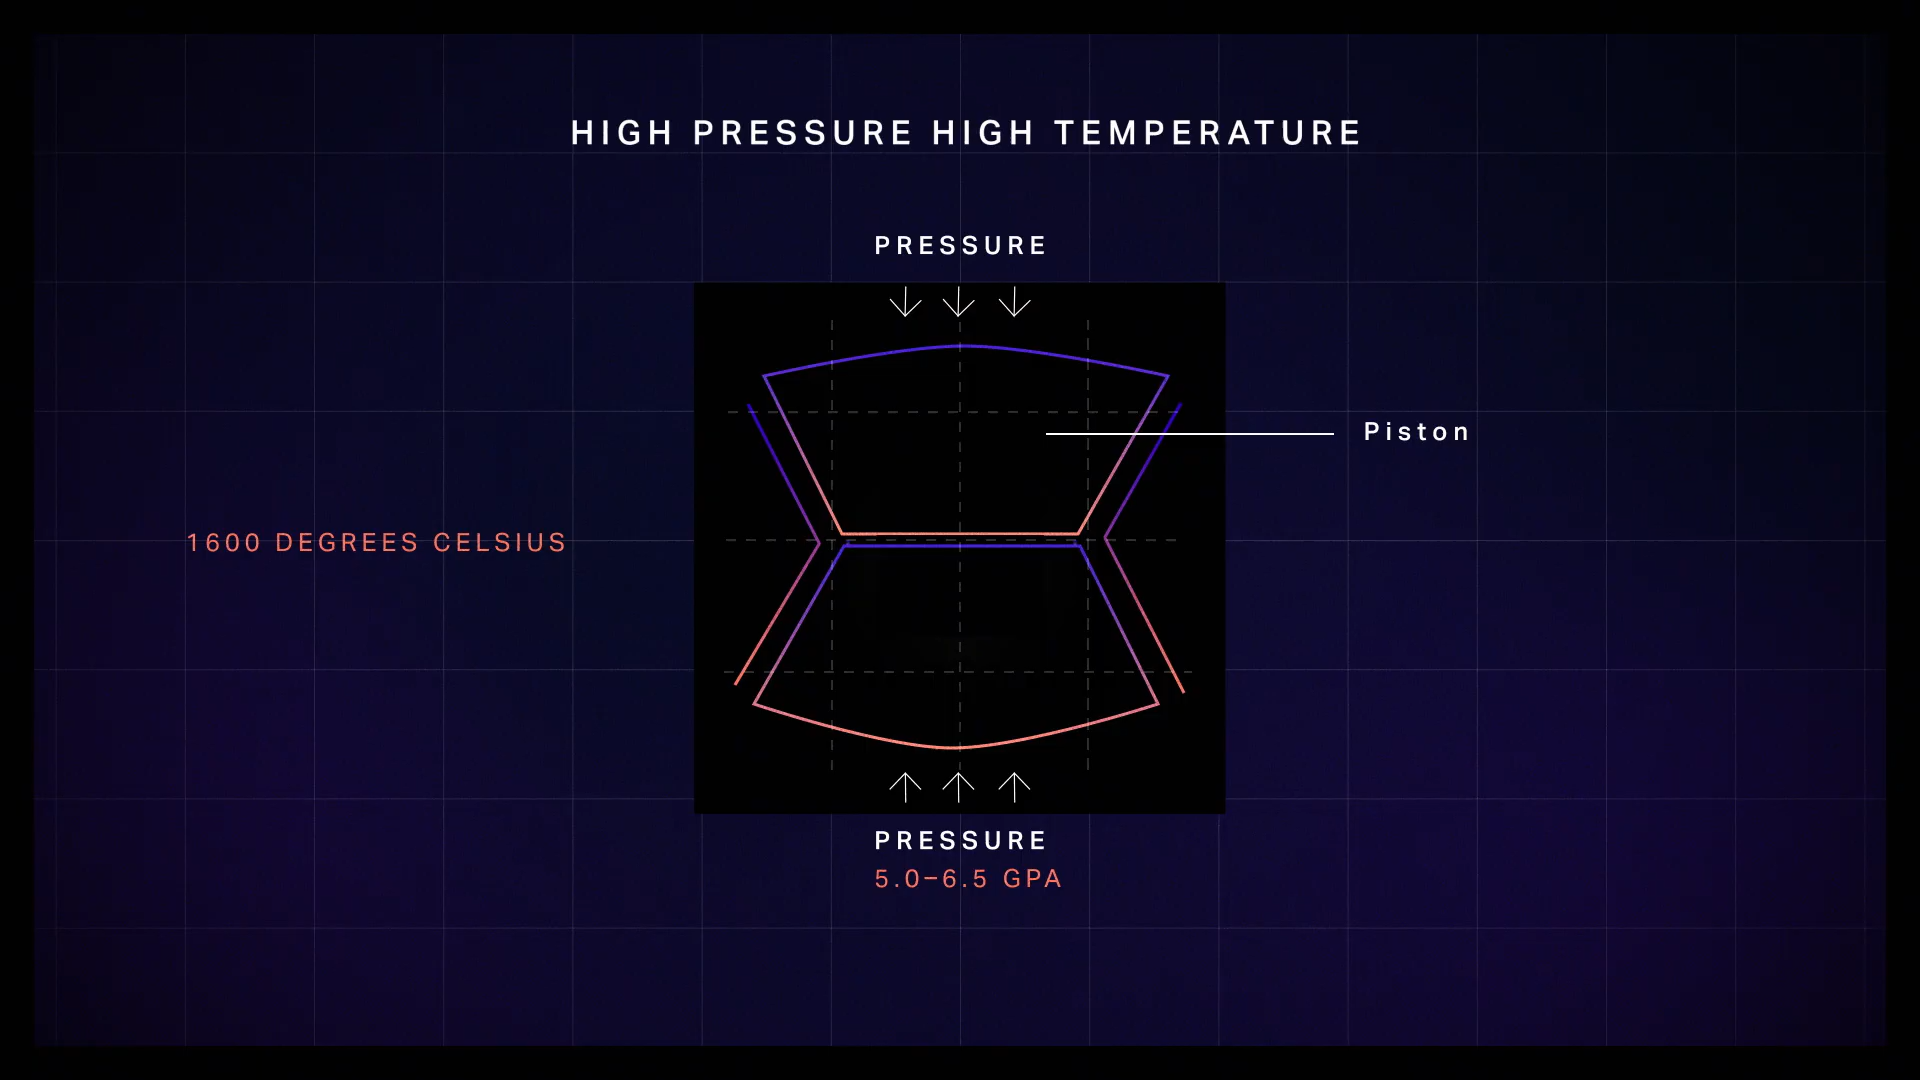 HIGH PRESSURE HIGH TEMPERATURE
PRESSURE
Piston
1600 DEGREES CELSIUS
PRESSURE
5.0–6.5 GPA